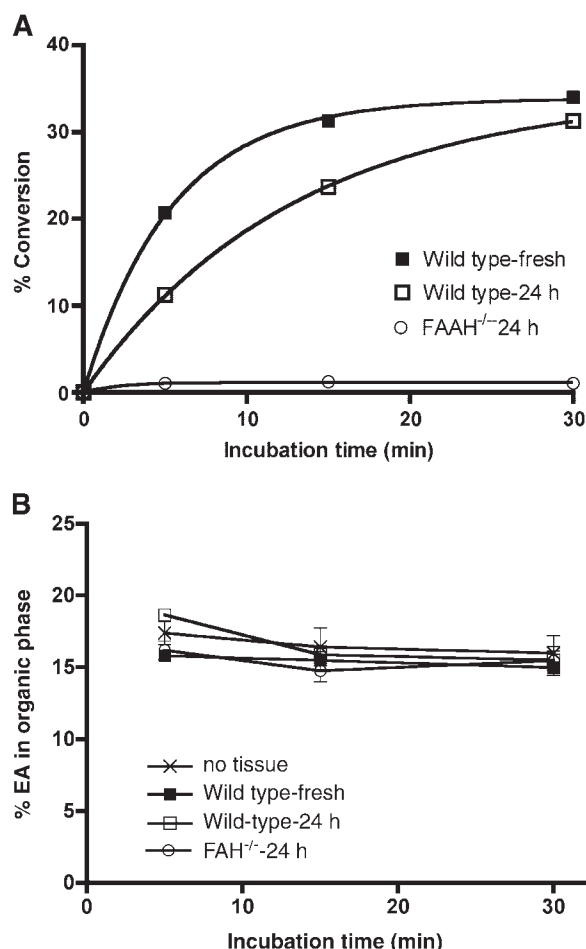 A
40
30
20
10
0
% Conversion
Wild type-fresh
Wild type-24 h
FAAH-/--24 h
0 10 20 30
Incubation time (min)
B
25
20
15
10
5
0
% EA in organic phase
no tissue
Wild type-fresh
Wild-type-24 h
FAH-/--24 h
0 10 20 30
Incubation time (min)